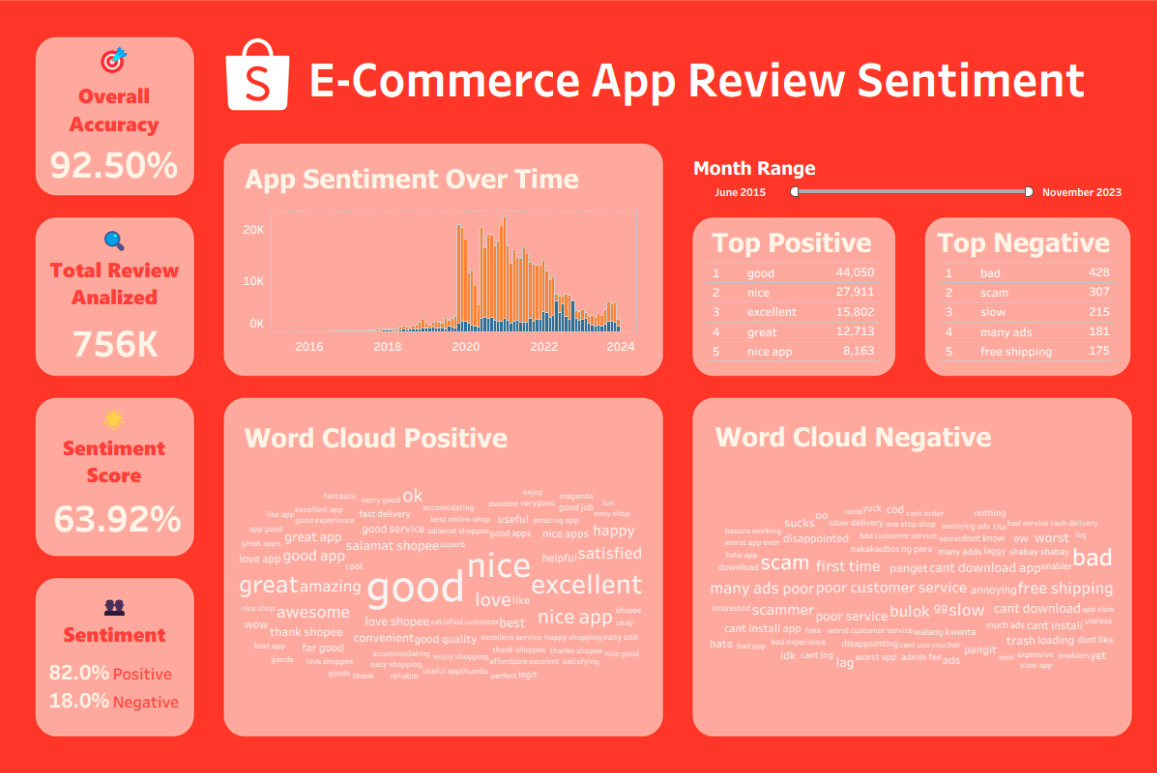 Overall
Accuracy
92.50%
Total Review
Analized
756K
Sentiment
Score
63.92%
Sentiment
82.0% Positive
18.0% Negative
S
E-Commerce App Review Sentiment
App Sentiment Over Time
20K
10K
0K
2016 2018 2020 2022 2024
Month Range
June 2015 November 2023
Top Positive
1 good 44,050
2 nice 27,911
3 excellent 15,802
4 great 12,713
5 nice app 8,163
Top Negative
1 bad 428
2 scam 307
3 slow 215
4 many ads 181
5 free shipping 175
Word Cloud Positive
fantastic verry good ok enjoy maganda
like app excellent app accomodating awsome verygood good job fun
good experience fast delivery best online shop useful amazing app easy shop
app good great app good service salamat shoppee good apps nice apps happy
great apps salamat shopee superb
love app good app cool nice helpful satisfied
great amazing good excellent
love like
nice shop awesome love shopee satisfied customer best nice app shopee
wow okay
thank shopee convenient good quality excellent service happy shopping easy use
best app far good accommodating enjoy shopping thank shoppee thanks shopee nice good
ganda love shoppee easy shopping affordable excelent satisfying
goods thank reliable useful app thumbs perfect legit
Word Cloud Negative
oo none yuck cod cant order nothing
sucks slow delivery one stop shop annoying ads tite bad service cash delivery
basura working disappointed bad customer service secret dont know ew worst log
worst app ever nakakaubos ng pera many adds laggy shabay shabay
hate app bad
download scam first time panget cant download app enabler
many ads poor poor customer service annoying free shipping
interested scammer poor service bulok gg slow cant download app slow
useless
cant install app fake worst customer service walang kwenta much ads cant install
hate bad app bad experience disappointing cant use voucher pangit trash loading dont like
idk cant log lag worst app admin fee ads meh expensive enablers yet
slow app